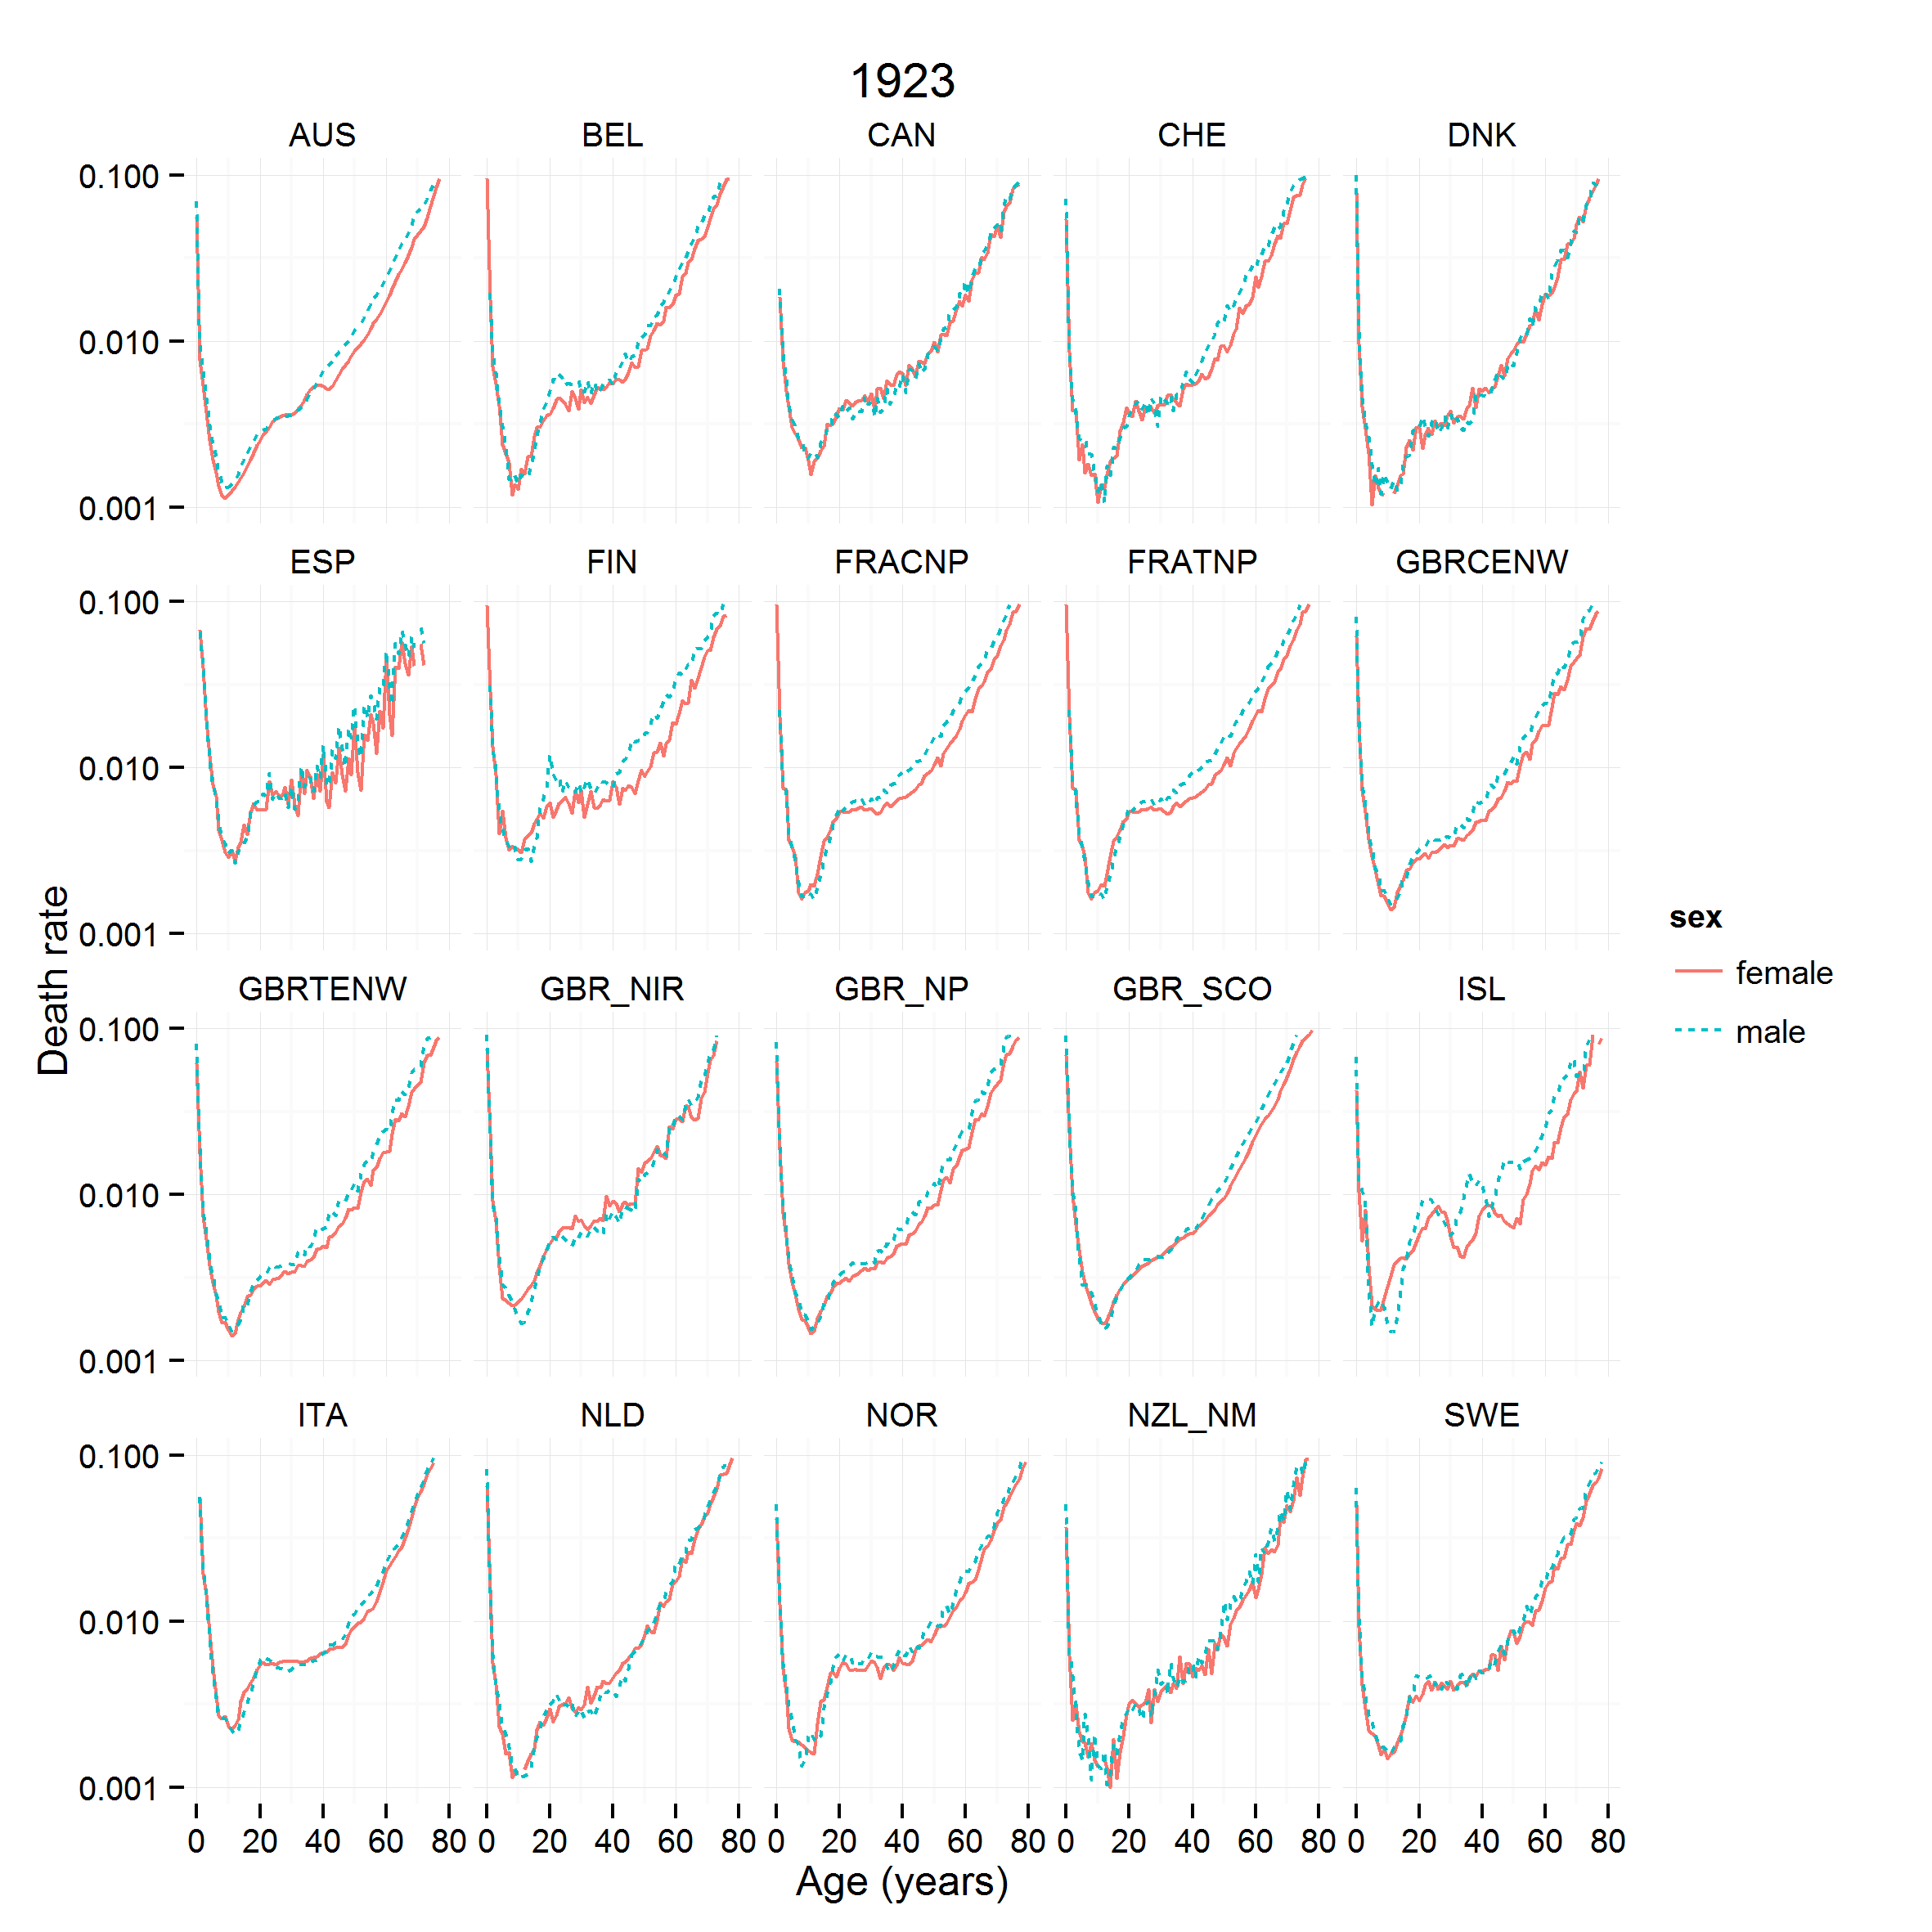 1923
AUS BEL CAN CHE DNK
0.100
0.010
0.001
ESP FIN FRACNP FRATNP GBRCENW
0.100
0.010
0.001
GBRTENW GBR_NIR GBR_NP GBR_SCO ISL
0.100
0.010
0.001
ITA NLD NOR NZL_NM SWE
0.100
0.010
0.001
0 20 40 60 80 0 20 40 60 80 0 20 40 60 80 0 20 40 60 80 0 20 40 60 80
Age (years)
Death rate
sex
female
male